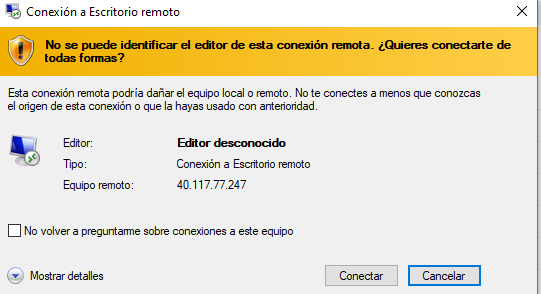 Conexión a Escritorio remoto
No se puede identificar el editor de esta conexión remota. ¿Quieres conectarte de
todas formas?
Esta conexión remota podría dañar el equipo local o remoto. No te conectes a menos que conozcas
el origen de esta conexión o que la hayas usado con anterioridad.
Editor: Editor desconocido
Tipo: Conexión a Escritorio remoto
Equipo remoto: 40.117.77.247
No volver a preguntarme sobre conexiones a este equipo
Mostrar detalles Conectar Cancelar